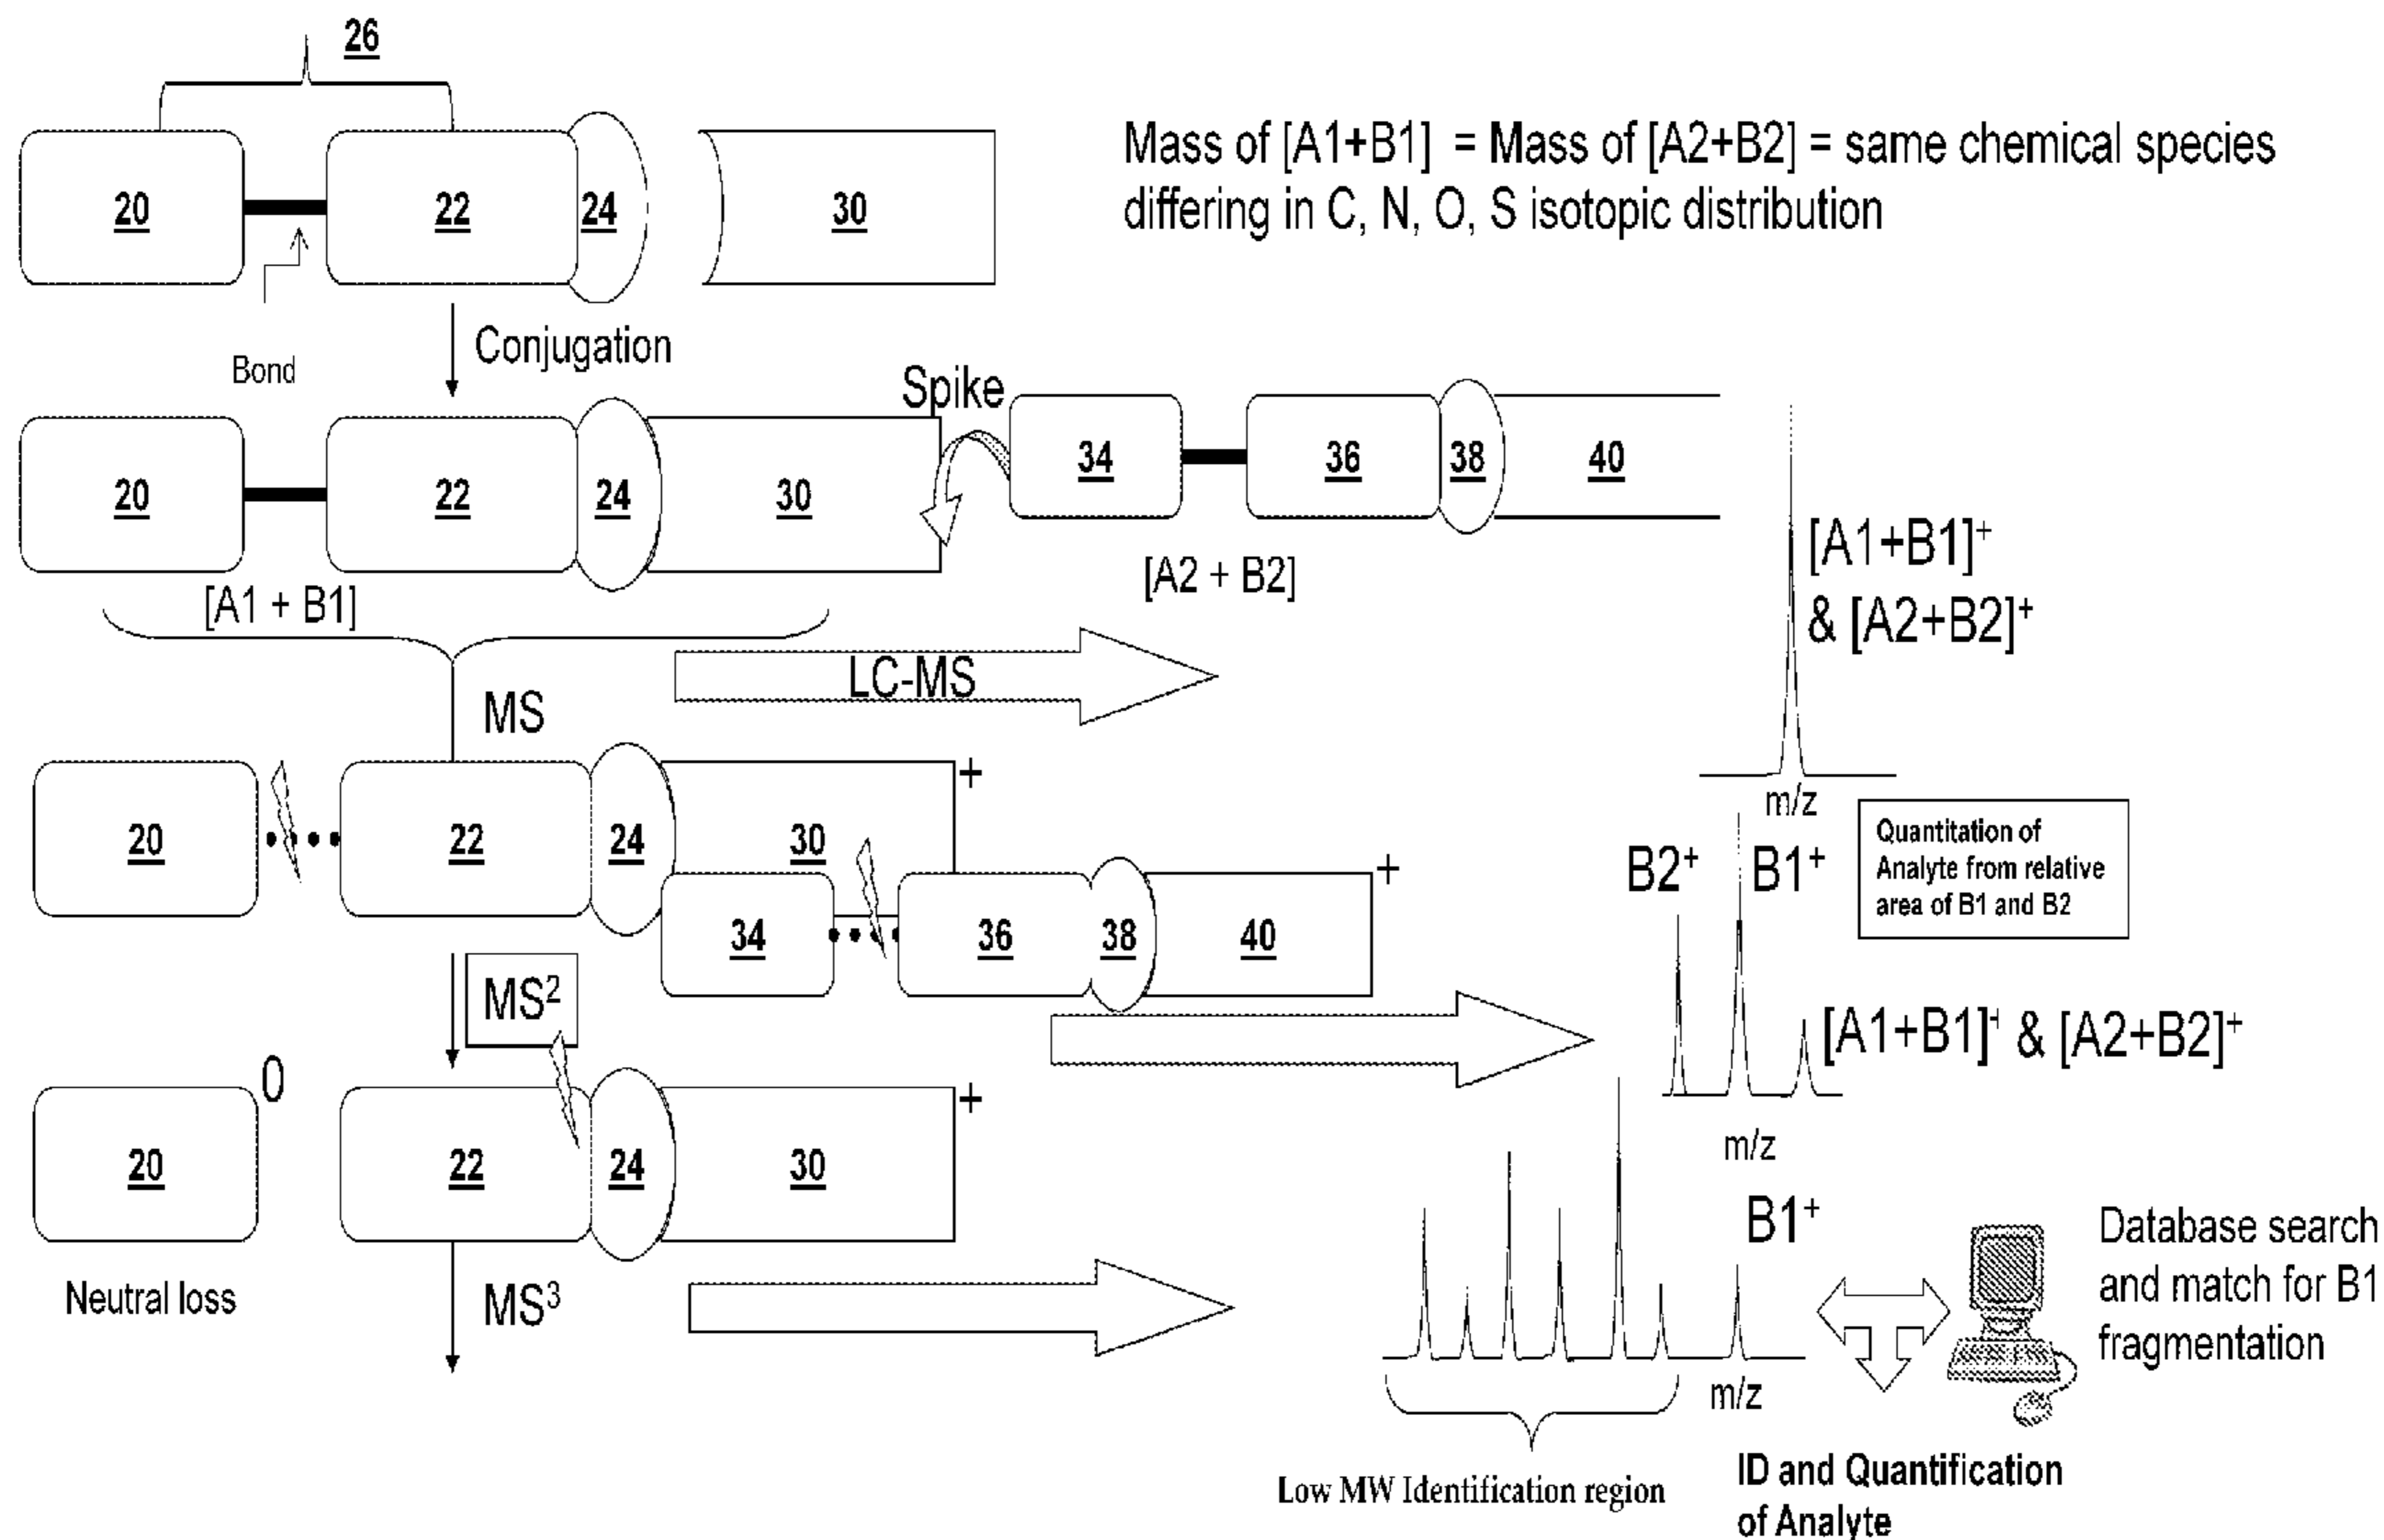 26
20
22
24
30
Mass of [A1+B1] = Mass of [A2+B2] = same chemical species
differing in C, N, O, S isotopic distribution
Bond
Conjugation
Spike
20
22
24
30
34
36
38
40
[A1 + B1]
[A2 + B2]
[A1+B1]+
& [A2+B2]+
LC-MS
MS
m/z
20
22
24
30
+
34
36
38
40
+
B2+
B1+
Quantitation of
Analyte from relative
area of B1 and B2
MS2
[A1+B1]+ & [A2+B2]+
m/z
0
20
22
24
30
+
Neutral loss
MS3
B1+
Database search
and match for B1
fragmentation
m/z
Low MW Identification region
ID and Quantification
of Analyte